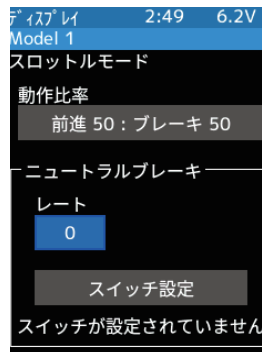 ディスプレイ 2:49 6.2V
Model 1
スロットルモード
動作比率
前進 50 : ブレーキ 50
ニュートラルブレーキ
レート
0
スイッチ設定
スイッチが設定されていません